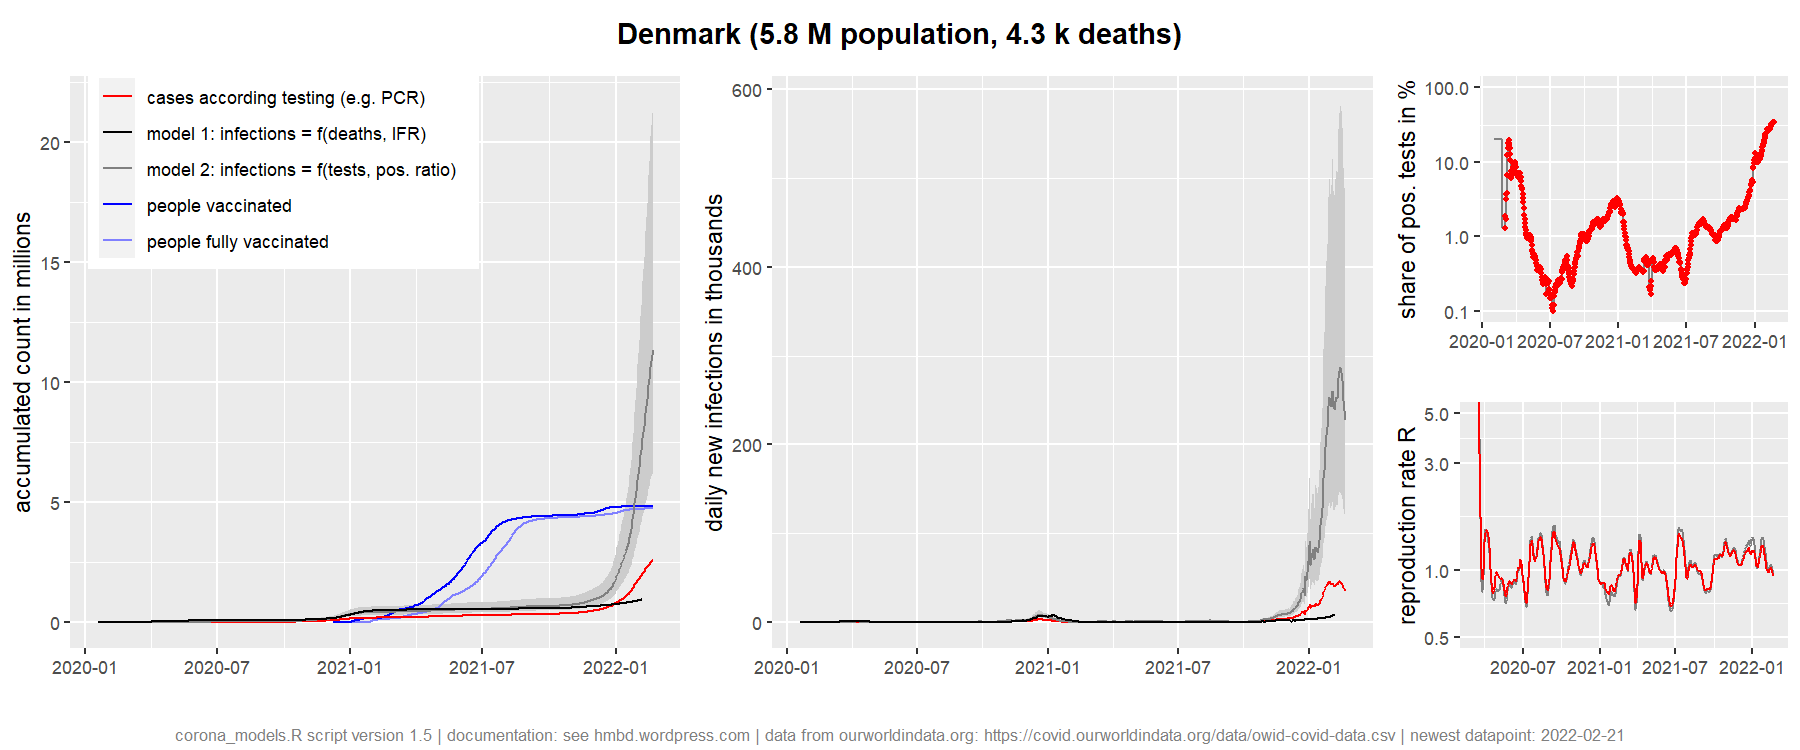 Denmark (5.8 M population, 4.3 k deaths)
accumulated count in millions
20
15
10
5
0
cases according testing (e.g. PCR)
model 1: infections = f(deaths, IFR)
model 2: infections = f(tests, pos. ratio)
people vaccinated
people fully vaccinated
2020-01 2020-07 2021-01 2021-07 2022-01
daily new infections in thousands
600
400
200
0
2020-01 2020-07 2021-01 2021-07 2022-01
share of pos. tests in %
100.0
10.0
1.0
0.1
2020-01 2020-07 2021-01 2021-07 2022-01
reproduction rate R
5.0
3.0
1.0
0.5
2020-07 2021-01 2021-07 2022-01
corona_models.R script version 1.5 | documentation: see hmbd.wordpress.com | data from ourworldindata.org: https://covid.ourworldindata.org/data/owid-covid-data.csv | newest datapoint: 2022-02-21